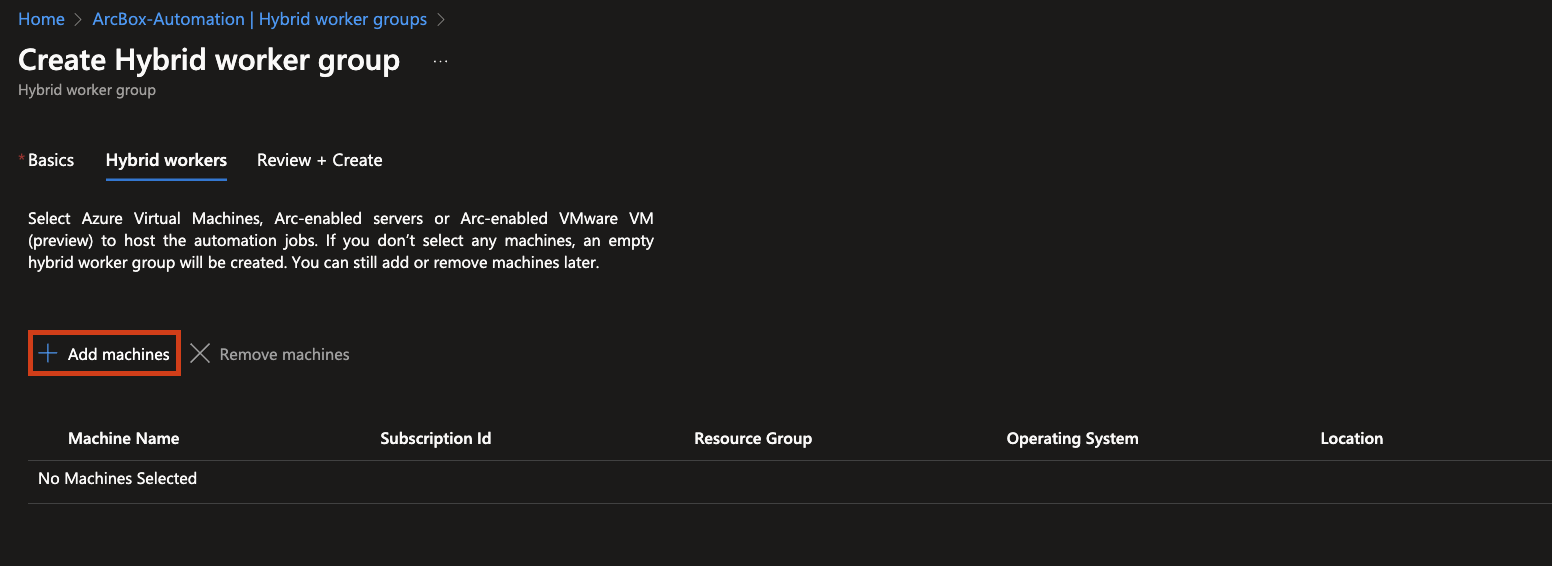 Home > ArcBox-Automation | Hybrid worker groups >
Create Hybrid worker group ...
Hybrid worker group
* Basics Hybrid workers Review + Create
Select Azure Virtual Machines, Arc-enabled servers or Arc-enabled VMware VM
(preview) to host the automation jobs. If you don’t select any machines, an empty
hybrid worker group will be created. You can still add or remove machines later.
Add machines Remove machines
Machine Name Subscription Id Resource Group Operating System Location
No Machines Selected